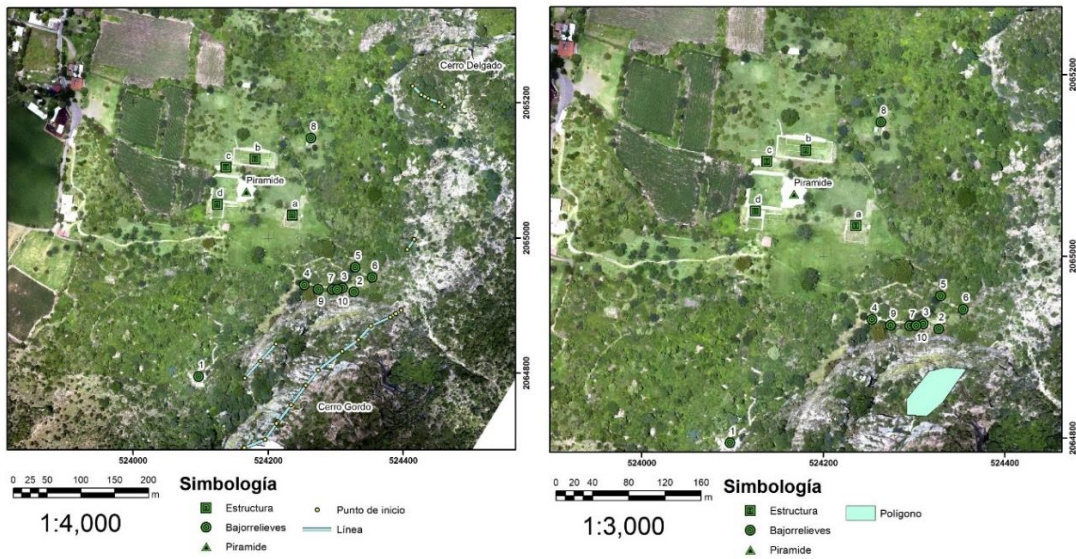 Cerro Delgado
2065200
8
b
c
Piramide
d
a
2065000
5
6
4
7
3
2
9
10
1
2064800
Cerro Gordo
524000
524200
524400
0 25 50 100 150 200
m
1:4,000
Simbología
Estructura
Bajorrelieves
Piramide
Punto de inicio
Línea
2065200
8
b
c
Piramide
d
a
2065000
5
6
4
9
7
3
2
10
1
2064800
524000
524200
524400
0 20 40 80 120 160
m
1:3,000
Simbología
Estructura
Bajorrelieves
Piramide
Polígono